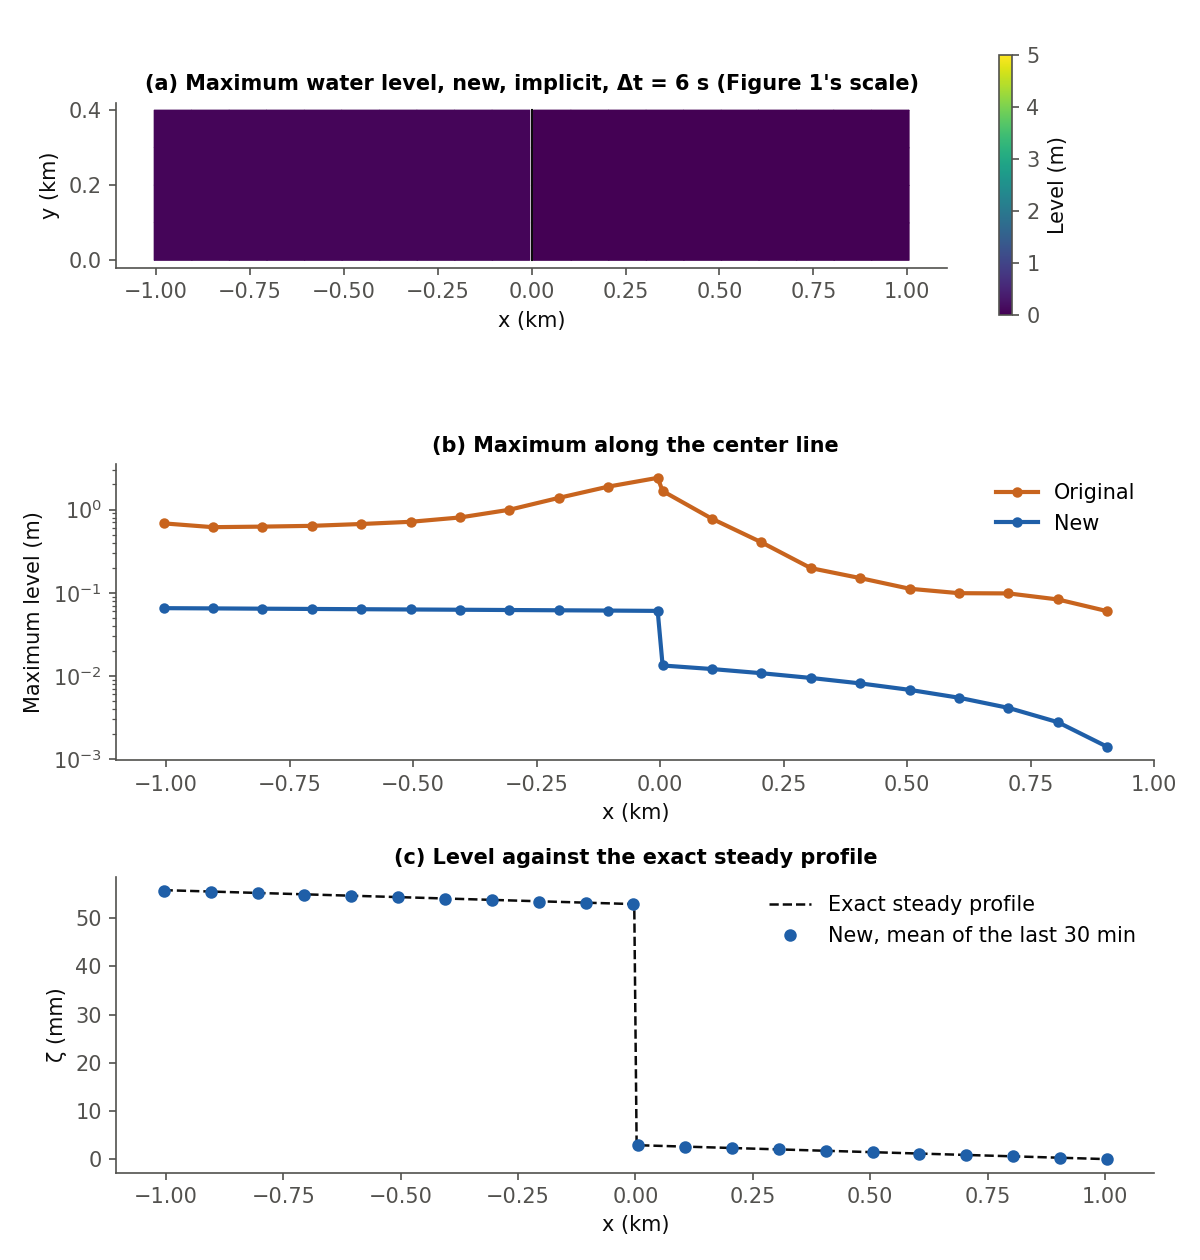 (a) Maximum water level, new, implicit, Δt = 6 s (Figure 1's scale)
y (km)
0.4
0.2
0.0
−1.00 −0.75 −0.50 −0.25 0.00 0.25 0.50 0.75 1.00
x (km)
5
4
3
2
1
0
Level (m)
(b) Maximum along the center line
Maximum level (m)
10⁰
10⁻¹
10⁻²
10⁻³
Original
New
−1.00 −0.75 −0.50 −0.25 0.00 0.25 0.50 0.75 1.00
x (km)
(c) Level against the exact steady profile
ζ (mm)
50
40
30
20
10
0
Exact steady profile
New, mean of the last 30 min
−1.00 −0.75 −0.50 −0.25 0.00 0.25 0.50 0.75 1.00
x (km)